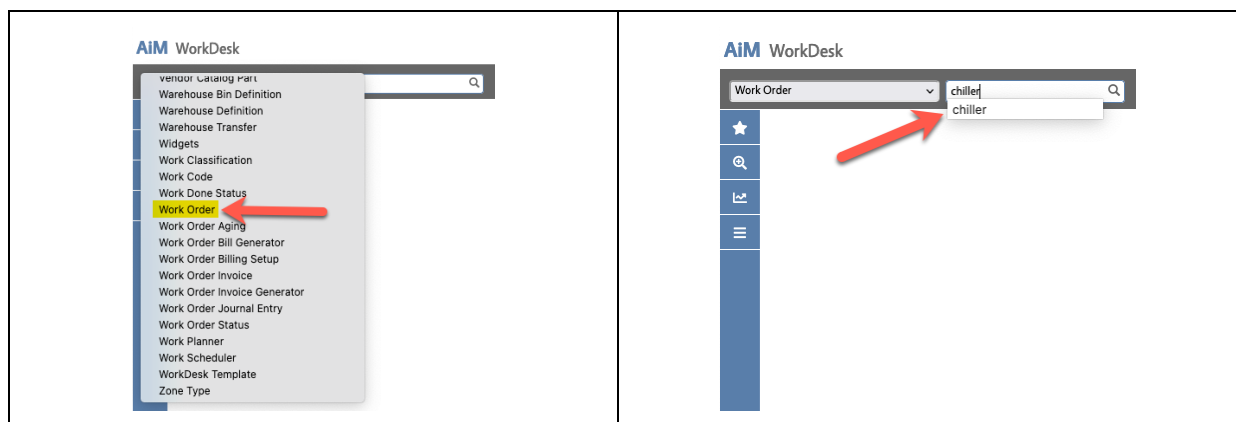 AiM WorkDesk
Vendor Catalog Part
Warehouse Bin Definition
Warehouse Definition
Warehouse Transfer
Widgets
Work Classification
Work Code
Work Done Status
Work Order
Work Order Aging
Work Order Bill Generator
Work Order Billing Setup
Work Order Invoice
Work Order Invoice Generator
Work Order Journal Entry
Work Order Status
Work Planner
Work Scheduler
WorkDesk Template
Zone Type
AiM WorkDesk
Work Order chiller
chiller